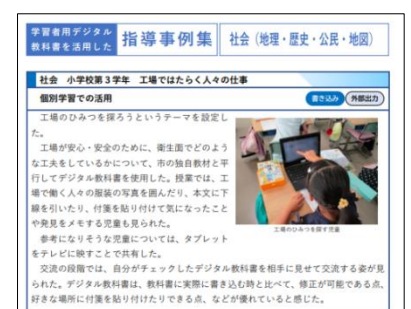 学習者用デジタル
教科書を活用した
指導事例集
社会（地理・歴史・公民・地図）
社会　小学校第３学年　工場ではたらく人々の仕事
個別学習での活用
書き込み
外部出力
工場のひみつを探ろうというテーマを設定し
た。
工場が安心・安全のために、衛生面でどのよう
な工夫をしているかについて、市の独自教材と平
行してデジタル教科書を使用した。授業では、工
場で働く人々の服装の写真を囲んだり、本文に下
線を引いたり、付箋を貼り付けて気になったこと
や発見をメモする児童も見られた。
参考になりそうな児童については、タブレット
をテレビに映すことで共有した。
工場のひみつを探す児童
交流の段階では、自分がチェックしたデジタル教科書を相手に見せて交流する姿が見
られた。デジタル教科書は、教科書に実際に書き込む時と比べて、修正が可能である点、
好きな場所に付箋を貼り付けたりできる点、などが優れていると感じた。